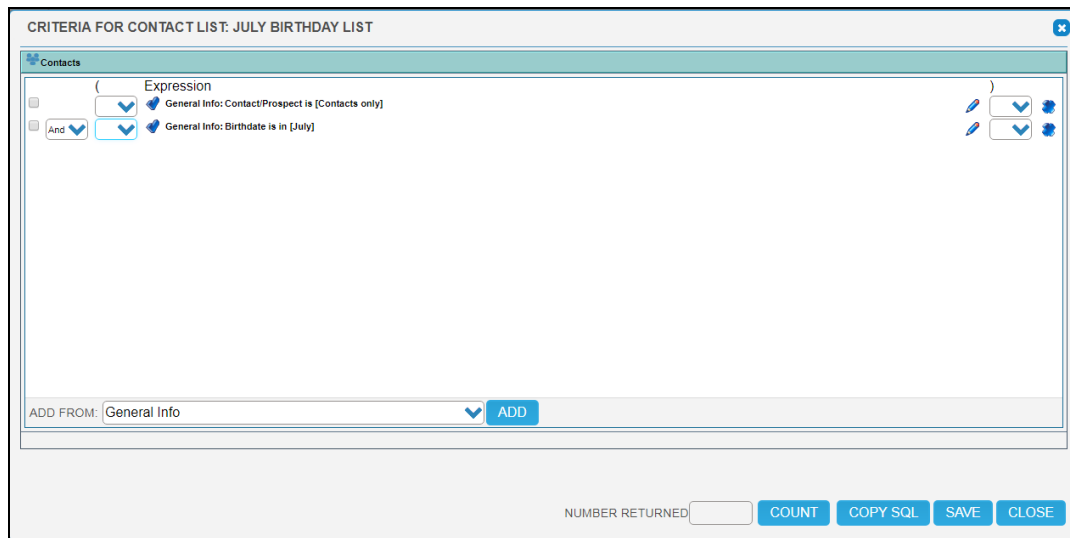 CRITERIA FOR CONTACT LIST: JULY BIRTHDAY LIST
Contacts
( Expression )
General Info: Contact/Prospect is [Contacts only]
And General Info: Birthdate is in [July]
ADD FROM: General Info ADD
NUMBER RETURNED COUNT COPY SQL SAVE CLOSE